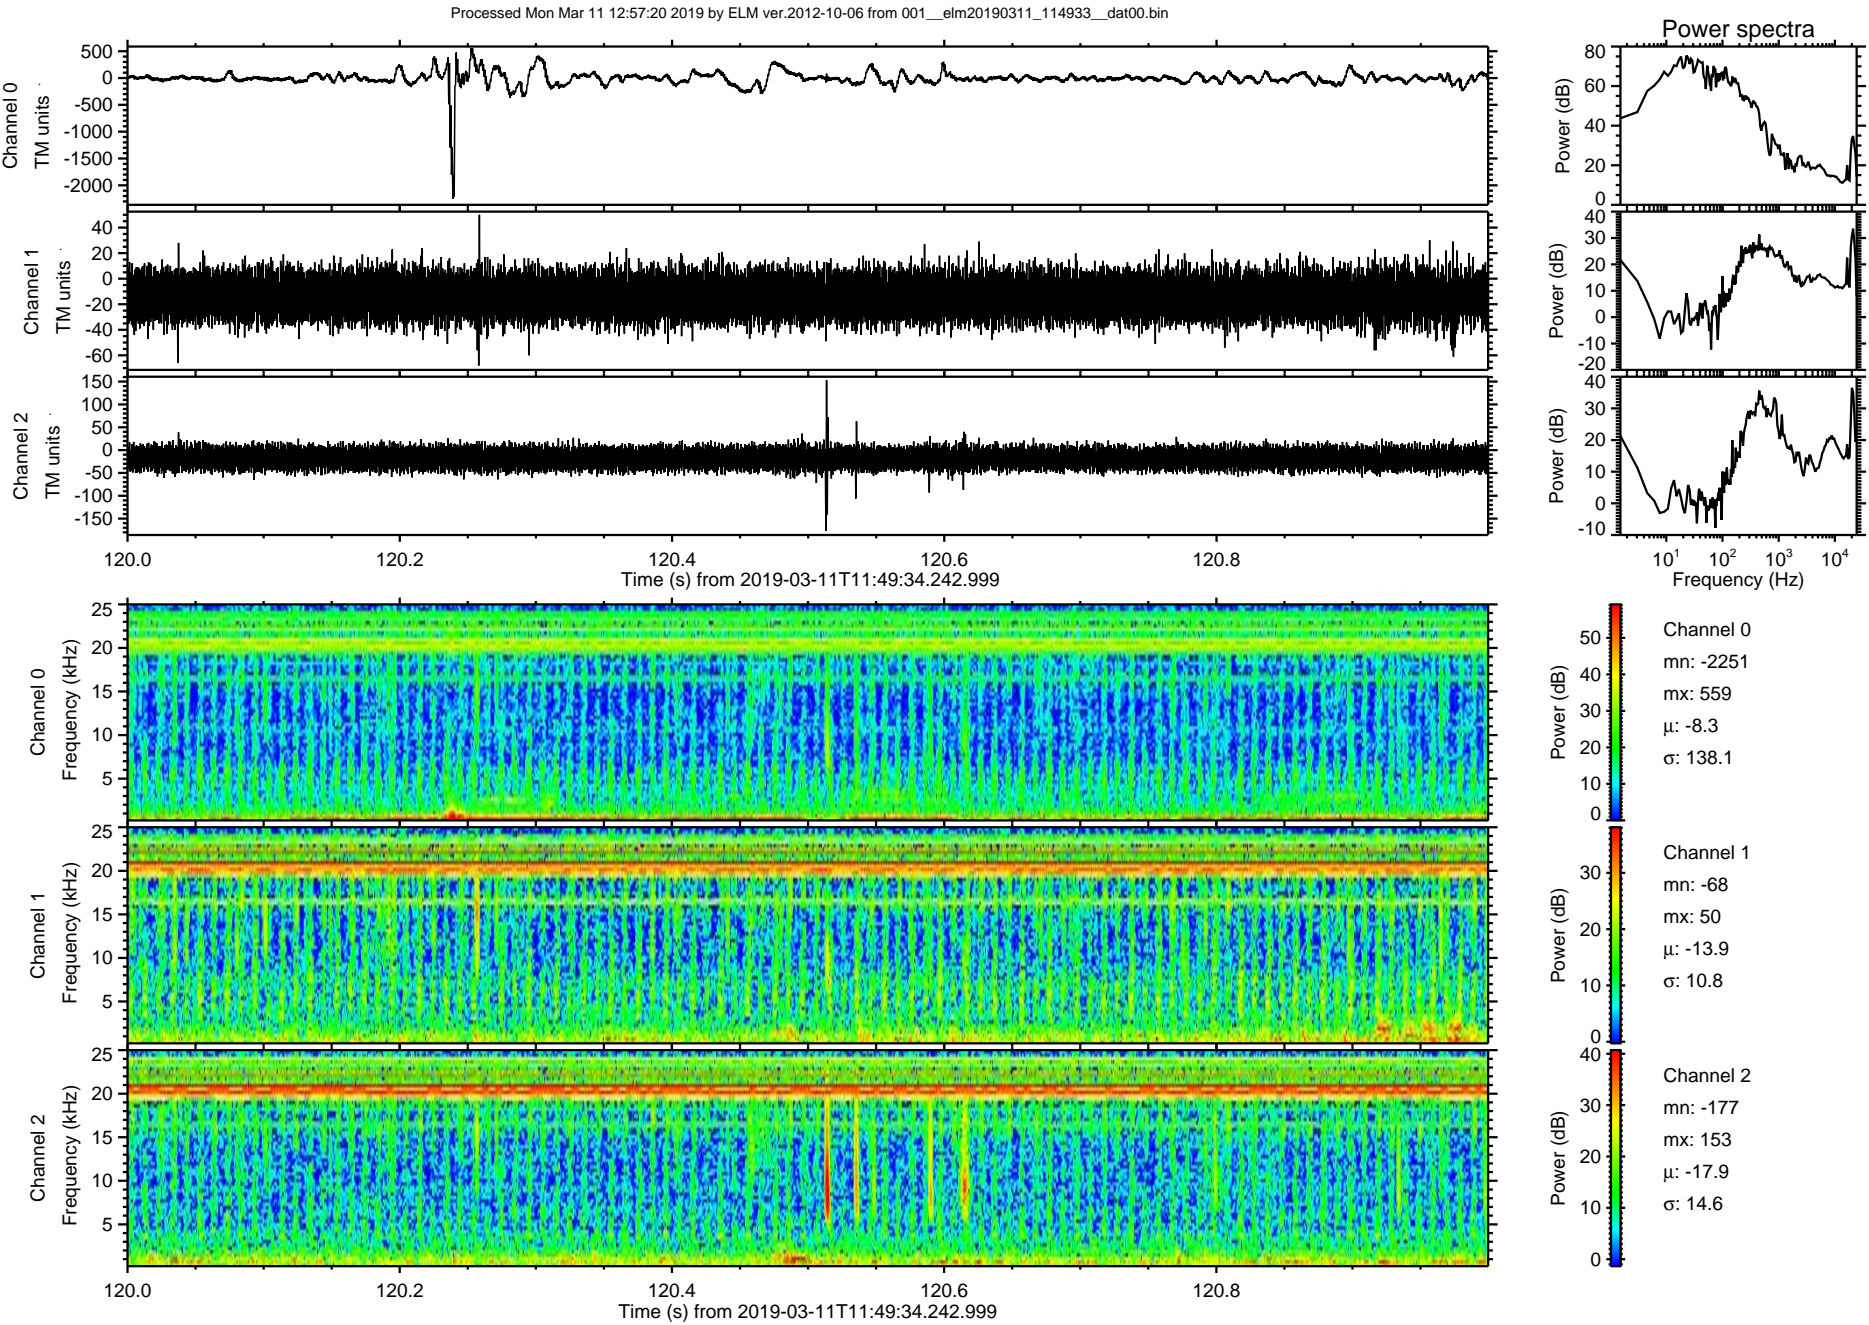 Processed Mon Mar 11 12:57:20 2019 by ELM ver.2012-10-06 from 001__elm20190311_114933__dat00.bin
Power spectra
Channel 0
TM units
500
0
-500
-1000
-1500
-2000
Power (dB)
80
60
40
20
0
Channel 1
TM units
40
20
0
-20
-40
-60
Power (dB)
40
30
20
10
0
-10
-20
Channel 2
TM units
150
100
50
0
-50
-100
-150
Power (dB)
40
30
20
10
0
-10
120.0 120.2 120.4 120.6 120.8
Time (s) from 2019-03-11T11:49:34.242.999
10¹ 10² 10³ 10⁴
Frequency (Hz)
Channel 0
Frequency (kHz)
25
20
15
10
5
Power (dB)
50
40
30
20
10
0
Channel 0
mn: -2251
mx: 559
μ: -8.3
σ: 138.1
Channel 1
Frequency (kHz)
25
20
15
10
5
Power (dB)
30
20
10
0
Channel 1
mn: -68
mx: 50
μ: -13.9
σ: 10.8
Channel 2
Frequency (kHz)
25
20
15
10
5
Power (dB)
40
30
20
10
0
Channel 2
mn: -177
mx: 153
μ: -17.9
σ: 14.6
120.0 120.2 120.4 120.6 120.8
Time (s) from 2019-03-11T11:49:34.242.999